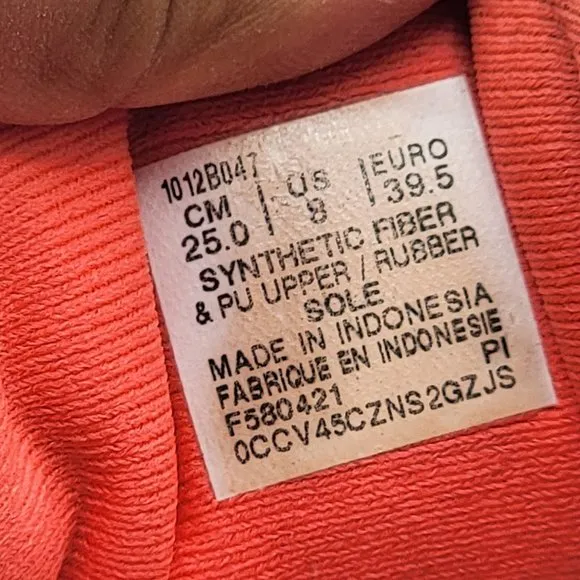 1012B047
CM | US | EURO
25.0 | 8 | 39.5
SYNTHETIC FIBER
& PU UPPER / RUBBER
SOLE
MADE IN INDONESIA
FABRIQUE EN INDONESIE
F580421 PI
0CCV45CZNS2GZJS